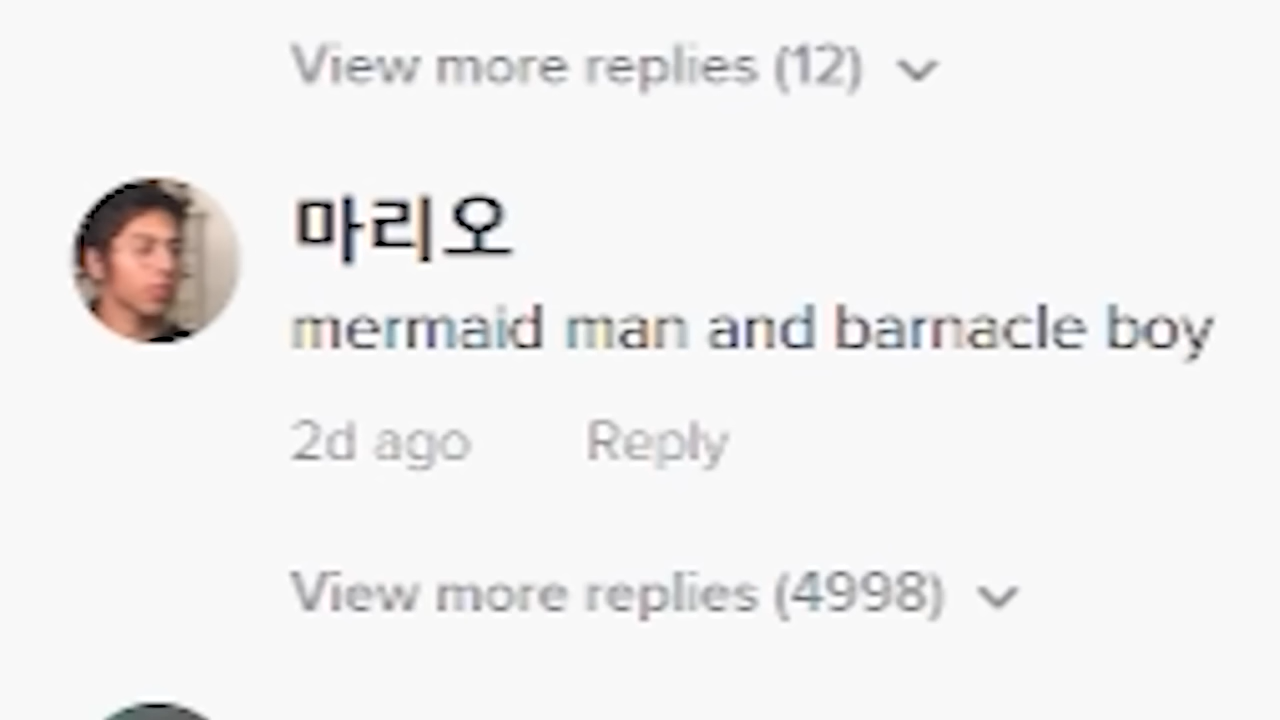 View more replies (12)
마리오
mermaid man and barnacle boy
2d ago Reply
View more replies (4998)